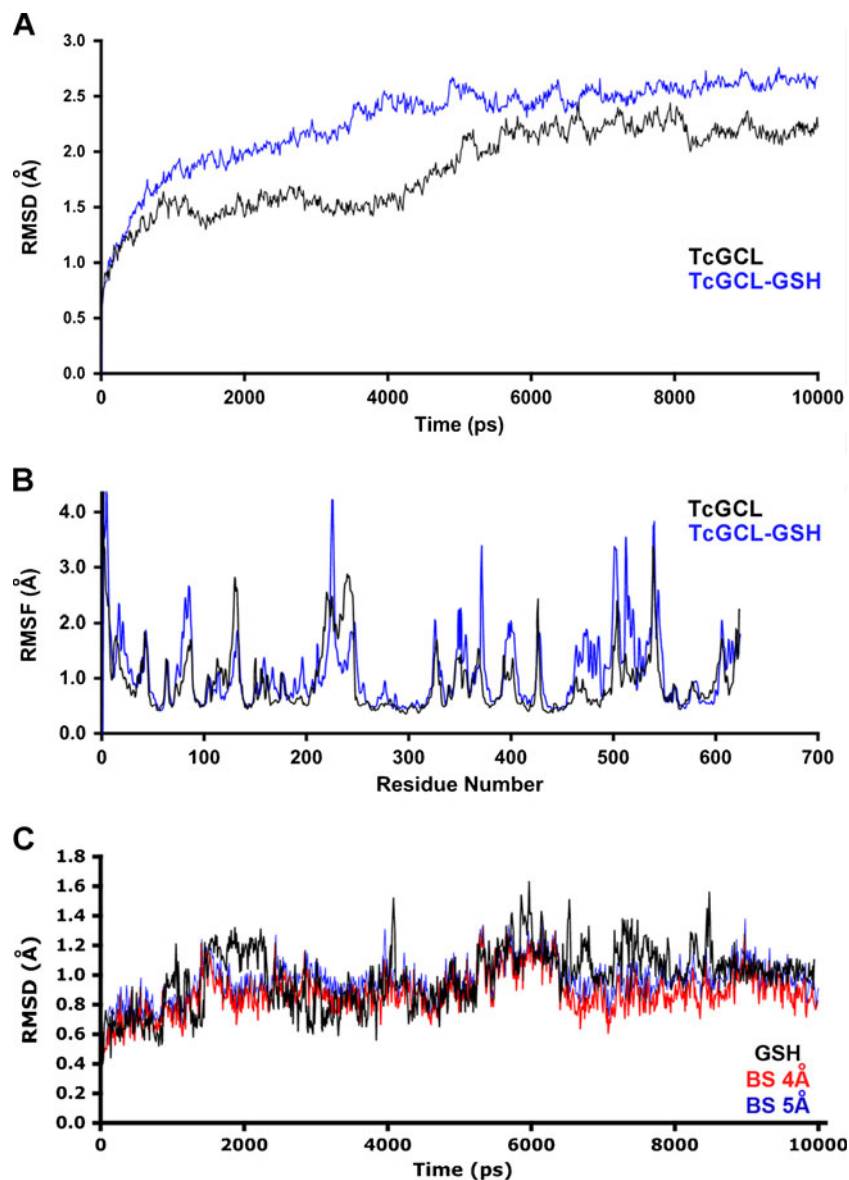 A
3.0
2.5
2.0
1.5
1.0
0.5
0.0
RMSD (Å)
TcGCL
TcGCL-GSH
0
2000
4000
6000
8000
10000
Time (ps)
B
4.0
3.0
2.0
1.0
0.0
RMSF (Å)
TcGCL
TcGCL-GSH
0
100
200
300
400
500
600
700
Residue Number
C
1.8
1.6
1.4
1.2
1.0
0.8
0.6
0.4
0.2
0.0
RMSD (Å)
GSH
BS 4Å
BS 5Å
0
2000
4000
6000
8000
10000
Time (ps)